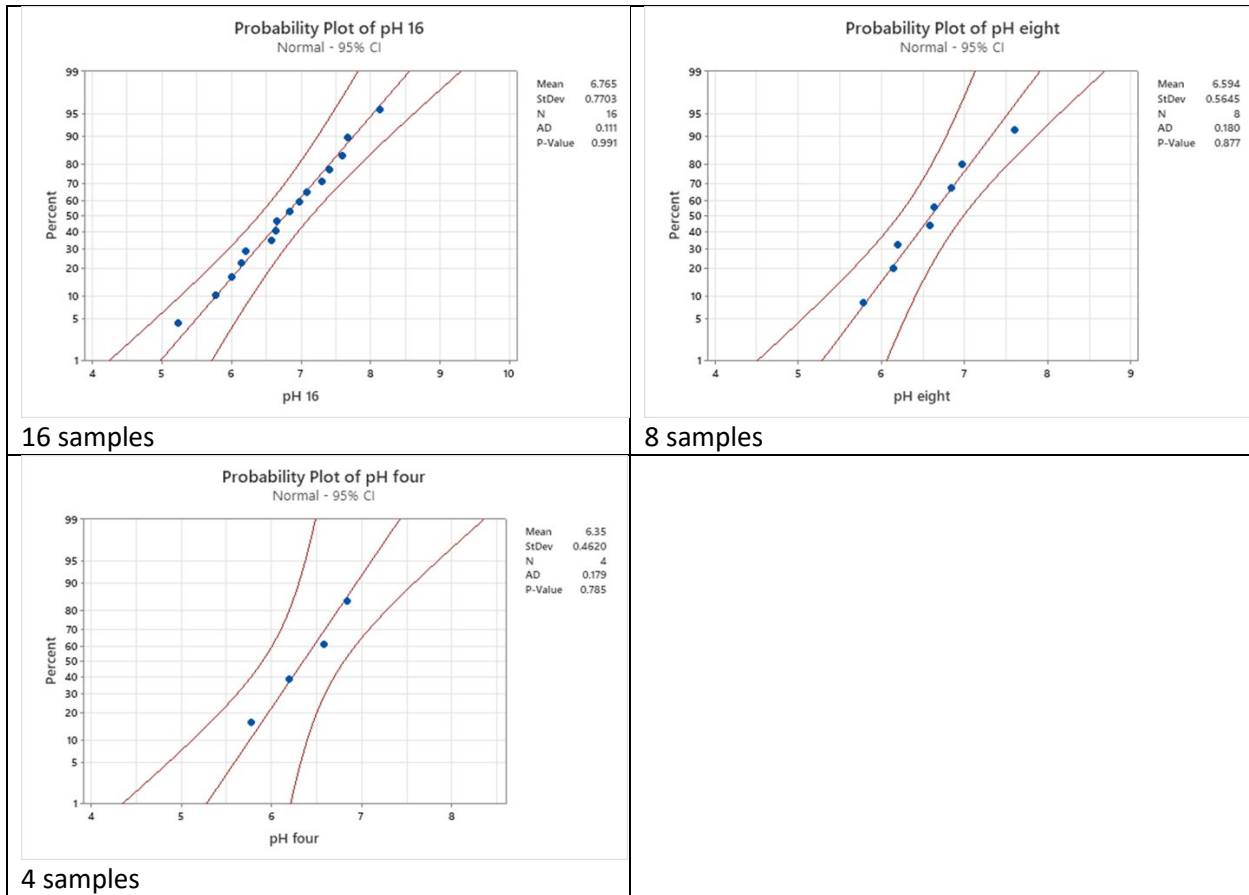 Probability Plot of pH 16
Normal - 95% CI
Mean 6.765
StDev 0.7703
N 16
AD 0.111
P-Value 0.991
Percent
99
95
90
80
70
60
50
40
30
20
10
5
1
4 5 6 7 8 9 10
pH 16
16 samples
Probability Plot of pH eight
Normal - 95% CI
Mean 6.594
StDev 0.5645
N 8
AD 0.180
P-Value 0.877
Percent
99
95
90
80
70
60
50
40
30
20
10
5
1
4 5 6 7 8 9
pH eight
8 samples
Probability Plot of pH four
Normal - 95% CI
Mean 6.35
StDev 0.4620
N 4
AD 0.179
P-Value 0.785
Percent
99
95
90
80
70
60
50
40
30
20
10
5
1
4 5 6 7 8
pH four
4 samples